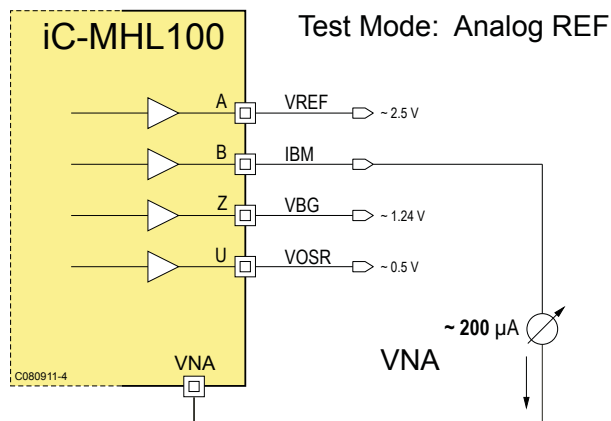 iC-MHL100
Test Mode: Analog REF
A VREF ~ 2.5 V
B IBM
Z VBG ~ 1.24 V
U VOSR ~ 0.5 V
~ 200 µA
VNA
VNA
C080911-4